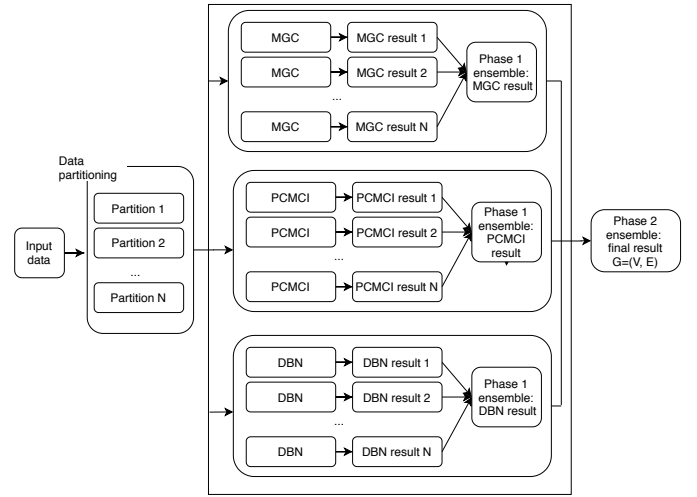 Input
data
Data
partitioning
Partition 1
Partition 2
...
Partition N
MGC
MGC result 1
MGC
MGC result 2
...
MGC
MGC result N
Phase 1
ensemble:
MGC result
PCMCI
PCMCI result 1
PCMCI
PCMCI result 2
...
PCMCI
PCMCI result N
Phase 1
ensemble:
PCMCI
result
DBN
DBN result 1
DBN
DBN result 2
...
DBN
DBN result N
Phase 1
ensemble:
DBN result
Phase 2
ensemble:
final result
G=(V, E)